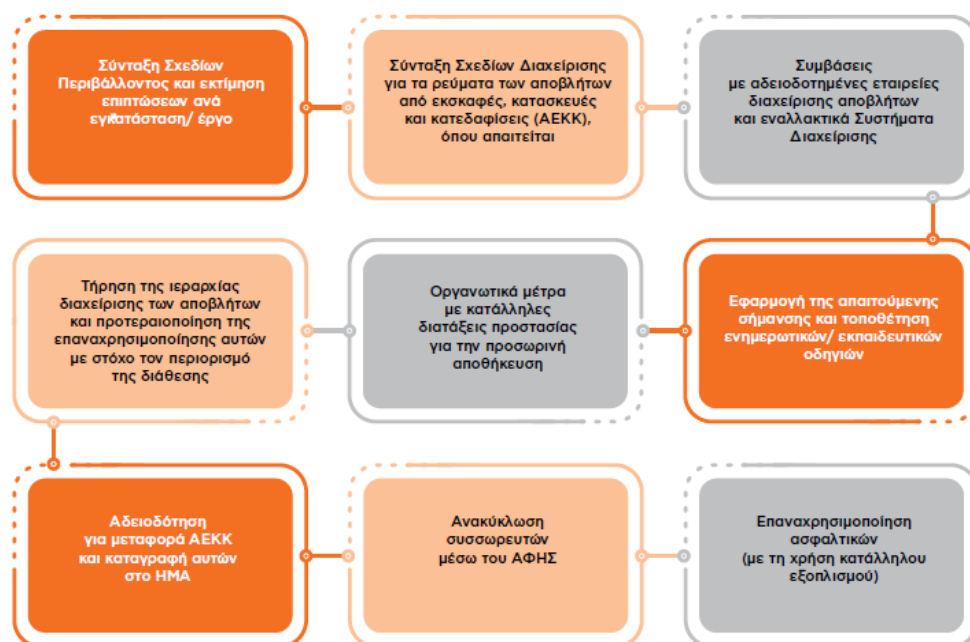 Σύνταξη Σχεδίων
Περιβάλλοντος και εκτίμηση
επιπτώσεων ανά
εγκατάσταση/ έργο
Σύνταξη Σχεδίων Διαχείρισης
για τα ρεύματα των αποβλήτων
από εκσκαφές, κατασκευές
και κατεδαφίσεις (ΑΕΚΚ),
όπου απαιτείται
Συμβάσεις
με αδειοδοτημένες εταιρείες
διαχείρισης αποβλήτων
και εναλλακτικά Συστήματα
Διαχείρισης
Εφαρμογή της απαιτούμενης
σήμανσης και τοποθέτηση
ενημερωτικών/ εκπαιδευτικών
οδηγιών
Οργανωτικά μέτρα
με κατάλληλες
διατάξεις προστασίας
για την προσωρινή
αποθήκευση
Τήρηση της ιεραρχίας
διαχείρισης των αποβλήτων
και προτεραιοποίηση της
επαναχρησιμοποίησης αυτών
με στόχο τον περιορισμό
της διάθεσης
Αδειοδότηση
για μεταφορά ΑΕΚΚ
και καταγραφή αυτών
στο ΗΜΑ
Ανακύκλωση
συσσωρευτών
μέσω του ΑΦΗΣ
Επαναχρησιμοποίηση
ασφαλτικών
(με τη χρήση κατάλληλου
εξοπλισμού)